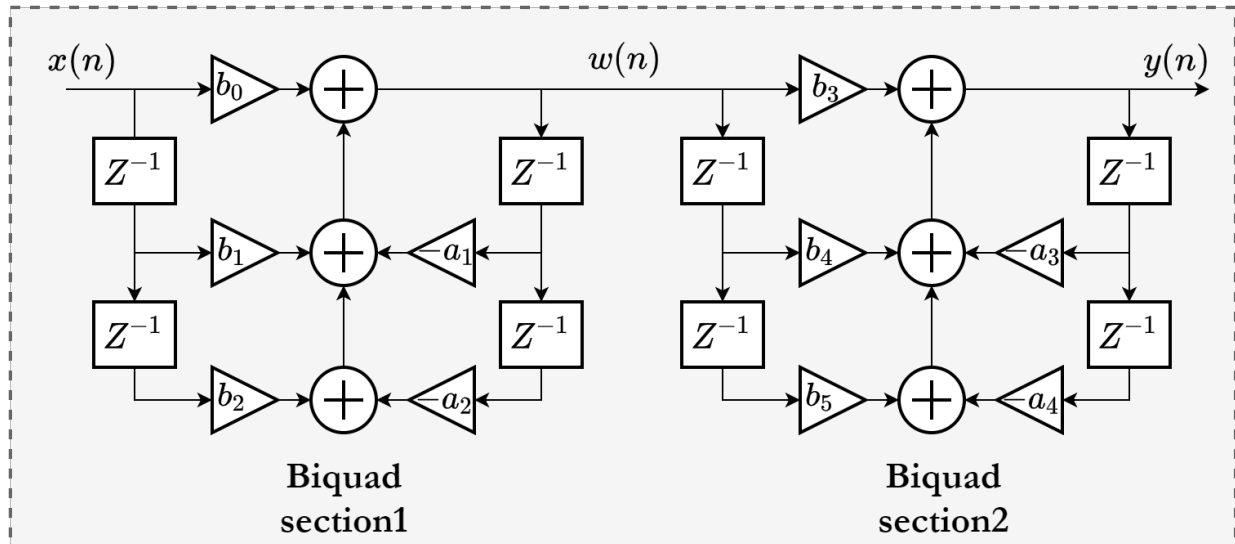 x(n) b₀ w(n) b₃ y(n)
Z⁻¹ Z⁻¹ Z⁻¹ Z⁻¹
b₁ −a₁ b₄ −a₃
Z⁻¹ Z⁻¹ Z⁻¹ Z⁻¹
b₂ −a₂ b₅ −a₄
Biquad
section1
Biquad
section2